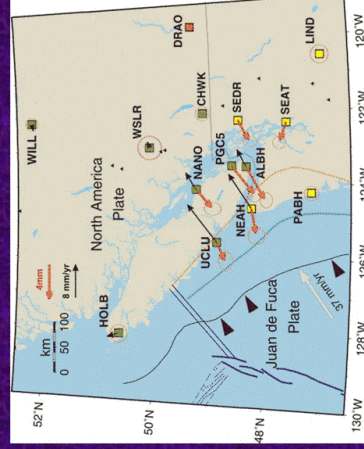 52°N
50°N
48°N
130°W
128°W
126°W
124°W
122°W
120°W
km
0 50 100
4mm
8 mm/yr
North America
Plate
Juan de Fuca
Plate
37 mm/yr
WILL
WSLR
HOLB
NANO
UCLU
CHWK
DRAO
PGC5
ALBH
NEAH
SEDR
SEAT
PABH
LIND